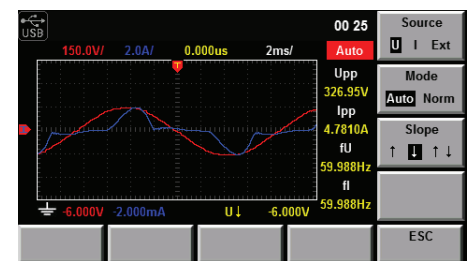 USB
00 25
150.0V/ 2.0A/ 0.000us 2ms/ Auto
T
Upp
326.95V
Ipp
4.7810A
fU
59.988Hz
fI
59.988Hz
-6.000V -2.000mA U↓ -6.000V
Source
U I Ext
Mode
Auto Norm
Slope
↑ ↓ ↑↓
ESC